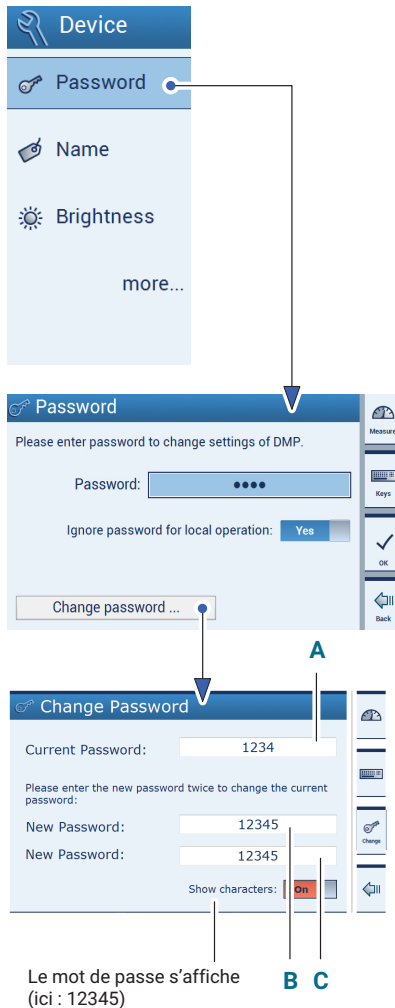 Device
Password
Name
Brightness
more...
Password
Please enter password to change settings of DMP.
Password: ••••
Ignore password for local operation: Yes
Change password ...
Measure
Keys
OK
Back
A
Change Password
Current Password: 1234
Please enter the new password twice to change the current
password:
New Password: 12345
New Password: 12345
Show characters: On
Change
Le mot de passe s’affiche
(ici : 12345)
B C